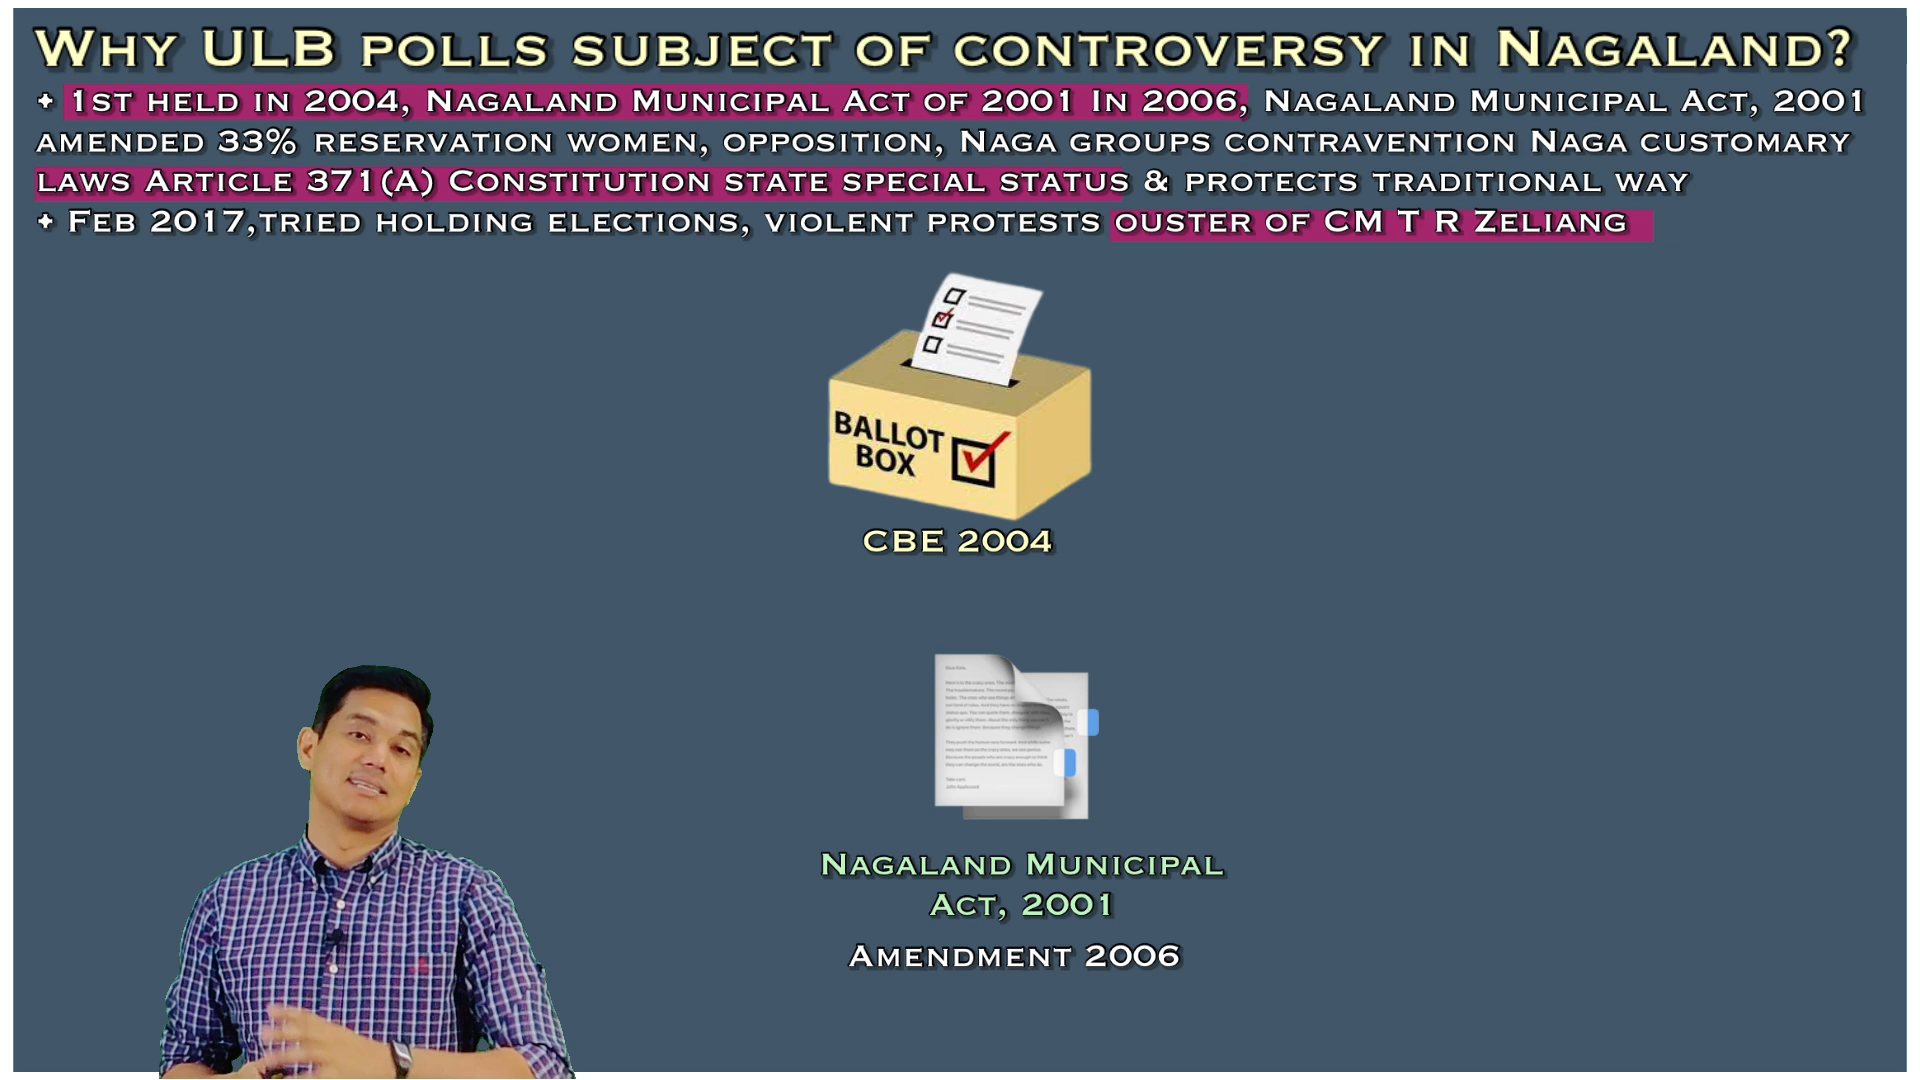 Why ULB polls subject of controversy in Nagaland?
+ 1st held in 2004, Nagaland Municipal Act of 2001 In 2006, Nagaland Municipal Act, 2001
amended 33% reservation women, opposition, Naga groups contravention Naga customary
laws Article 371(A) Constitution state special status & protects traditional way
+ Feb 2017,tried holding elections, violent protests ouster of CM T R Zeliang
BALLOT
BOX
CBE 2004
Nagaland Municipal
Act, 2001
Amendment 2006